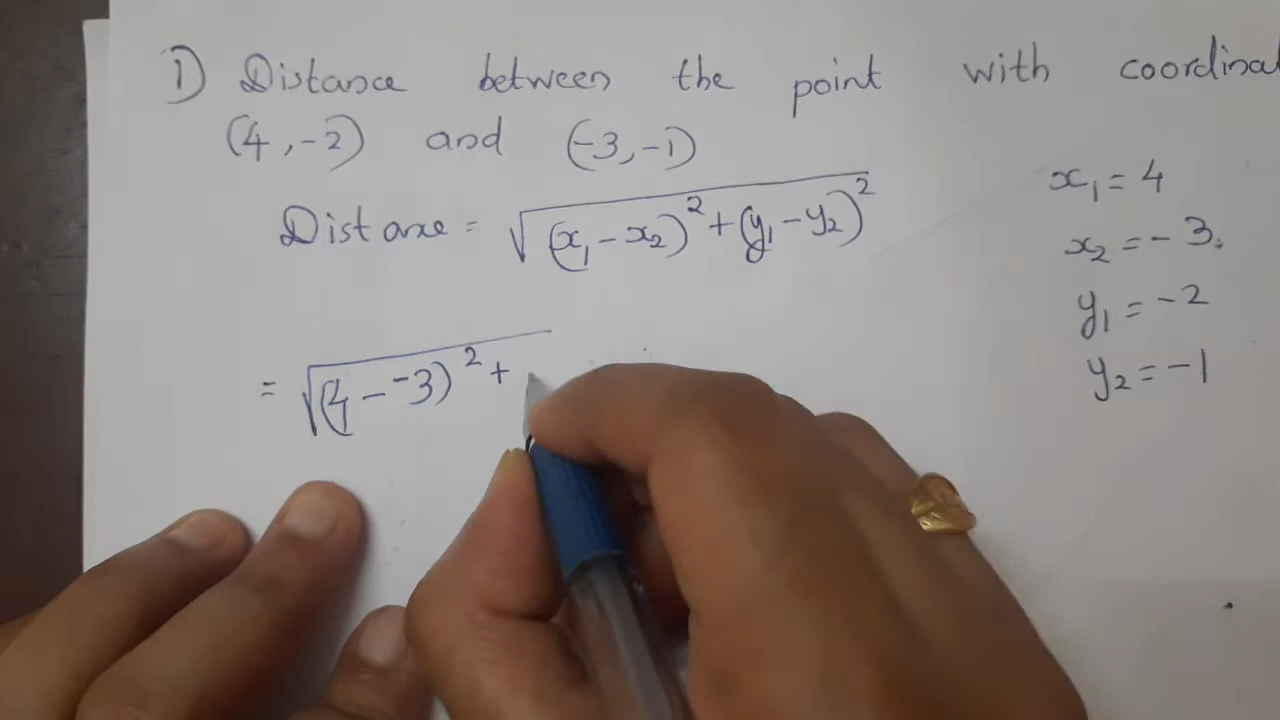 1) Distance between the point with coordinat
(4, -2) and (-3, -1)
Distance = √(x₁ - x₂)² + (y₁ - y₂)²
= √(4 - -3)² +
x₁ = 4
x₂ = -3.
y₁ = -2
y₂ = -1